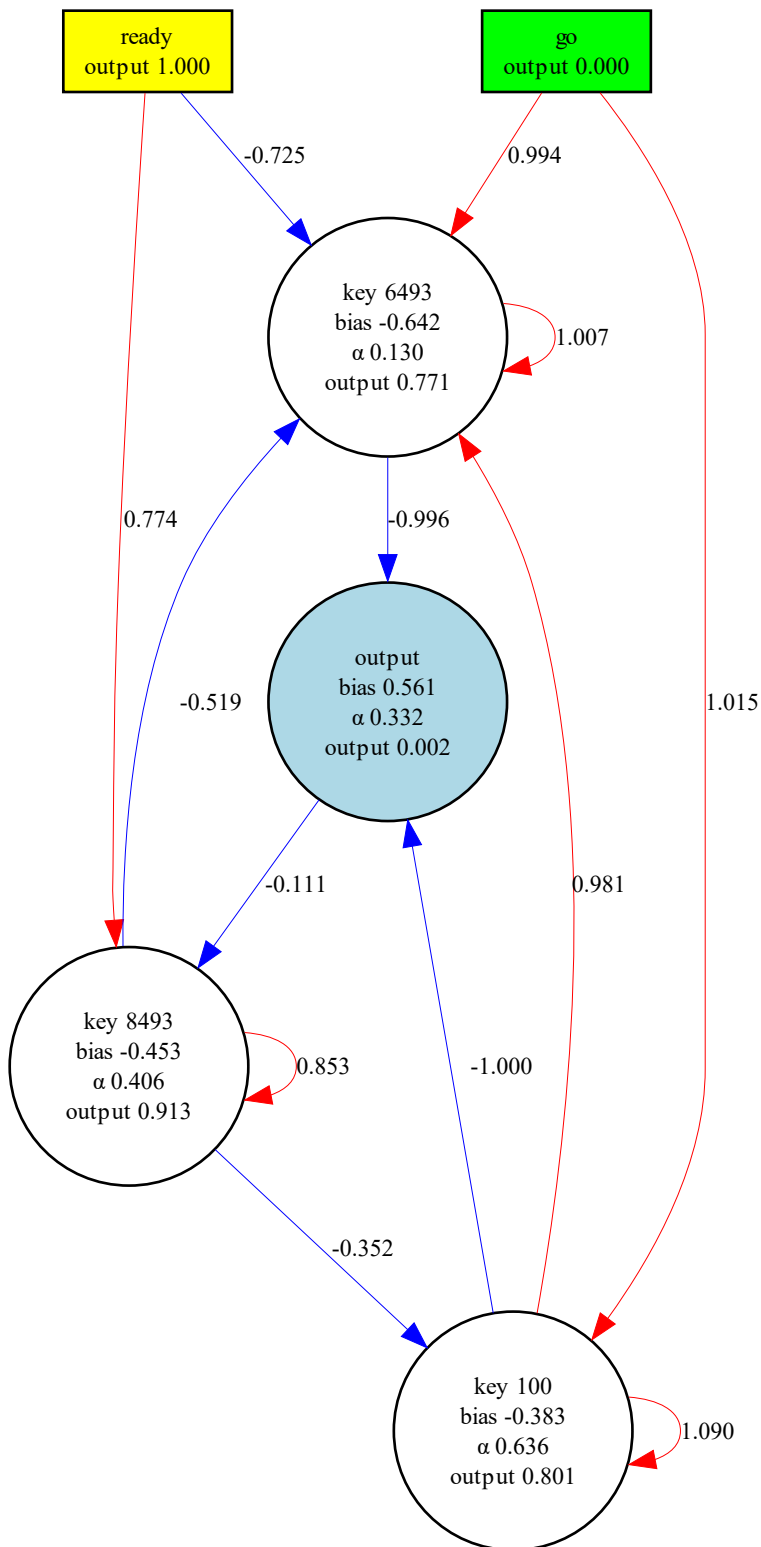 ready
output 1.000
go
output 0.000
-0.725
0.994
key 6493
bias -0.642
α 0.130
output 0.771
1.007
0.774
-0.996
output
bias 0.561
α 0.332
output 0.002
-0.519
1.015
-0.111
0.981
key 8493
bias -0.453
α 0.406
output 0.913
0.853
-1.000
-0.352
key 100
bias -0.383
α 0.636
output 0.801
1.090